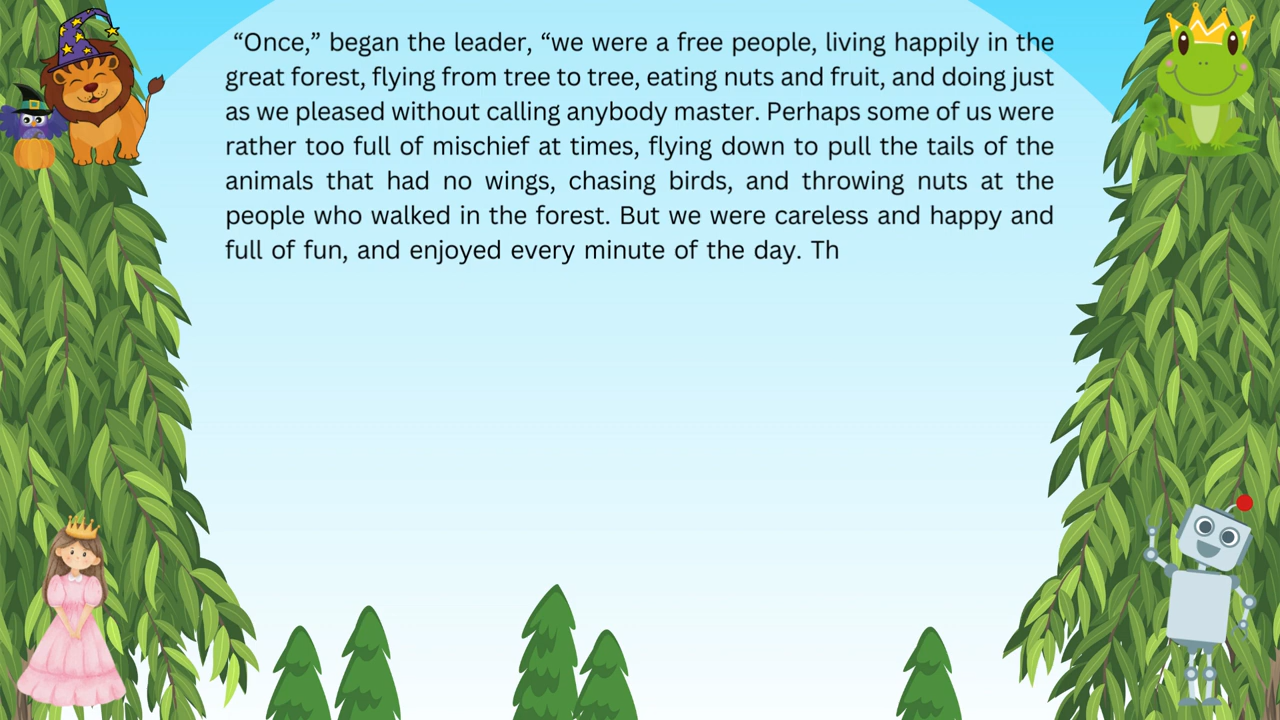 “Once,” began the leader, “we were a free people, living happily in the
great forest, flying from tree to tree, eating nuts and fruit, and doing just
as we pleased without calling anybody master. Perhaps some of us were
rather too full of mischief at times, flying down to pull the tails of the
animals that had no wings, chasing birds, and throwing nuts at the
people who walked in the forest. But we were careless and happy and
full of fun, and enjoyed every minute of the day. Th